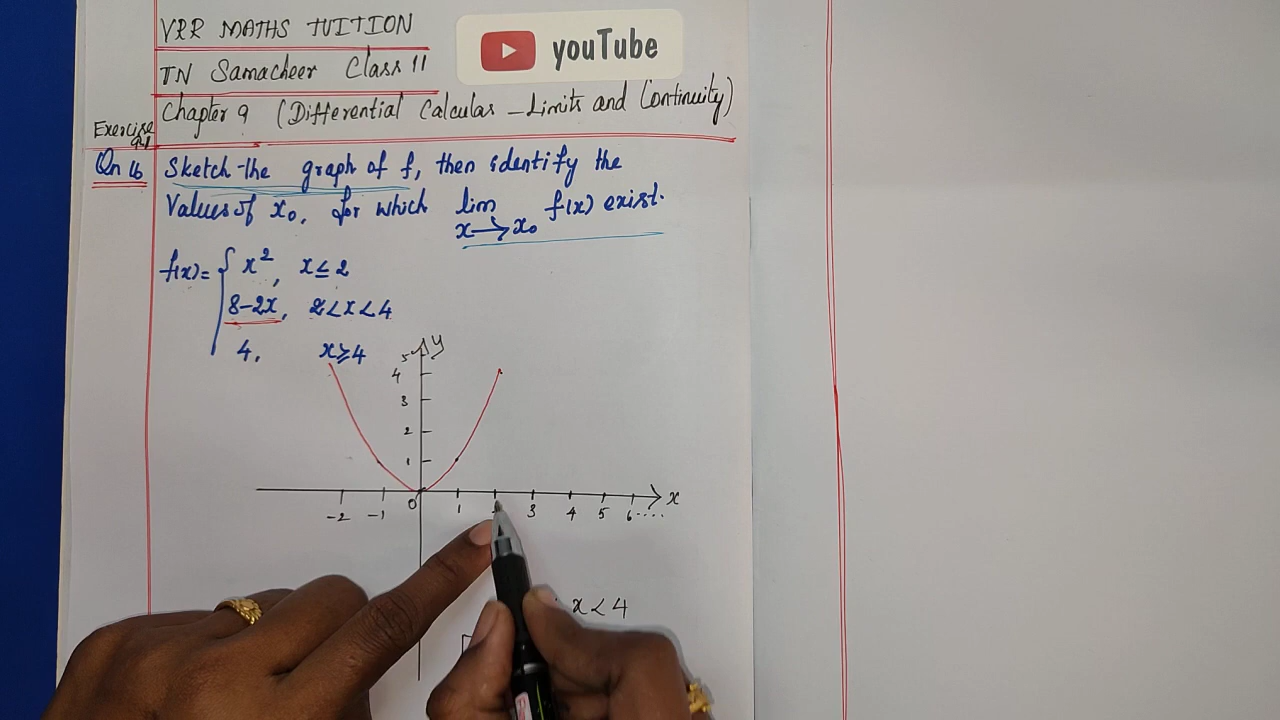 VRR MATHS TUITION
youTube
TN Samacheer Class 11
Chapter 9 (Differential Calculas - Limits and Continuity)
Exercise 9.1
Qn 16 Sketch the graph of f, then identify the
Values of x₀, for which lim f(x) exist.
x→x₀
f(x) = { x², x ≤ 2
8-2x, 2<x<4
4, x ≥ 4
y
5
4
3
2
1
-2 -1 0 1 3 4 5 6.... x
x < 4